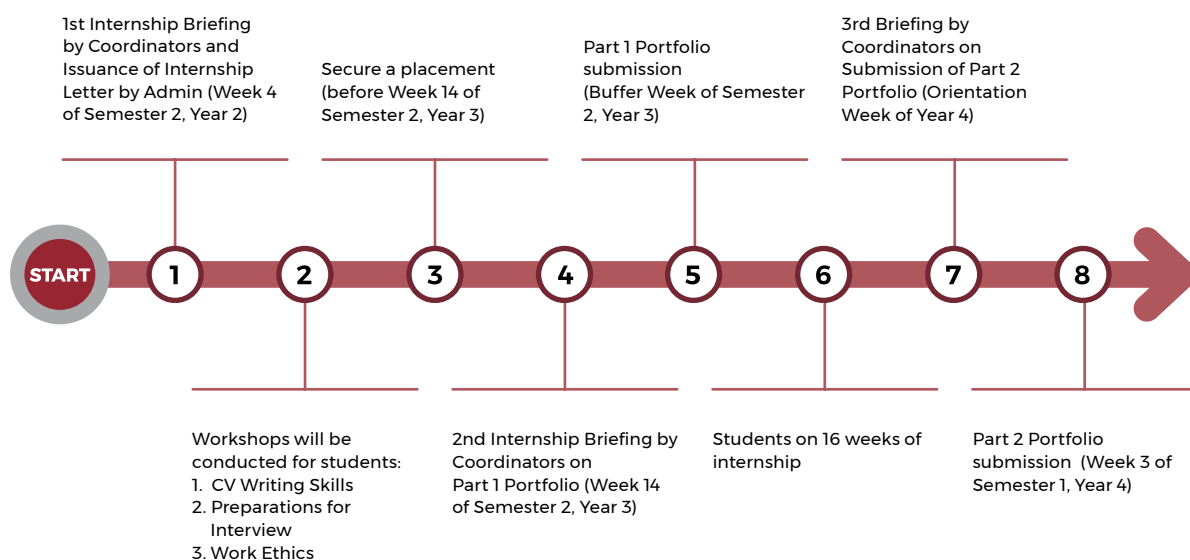 1st Internship Briefing
by Coordinators and
Issuance of Internship
Letter by Admin (Week 4
of Semester 2, Year 2)
Secure a placement
(before Week 14 of
Semester 2, Year 3)
Part 1 Portfolio
submission
(Buffer Week of Semester
2, Year 3)
3rd Briefing by
Coordinators on
Submission of Part 2
Portfolio (Orientation
Week of Year 4)
START
1
2
3
4
5
6
7
8
Workshops will be
conducted for students:
1. CV Writing Skills
2. Preparations for
Interview
3. Work Ethics
2nd Internship Briefing by
Coordinators on
Part 1 Portfolio (Week 14
of Semester 2, Year 3)
Students on 16 weeks of
internship
Part 2 Portfolio
submission (Week 3 of
Semester 1, Year 4)